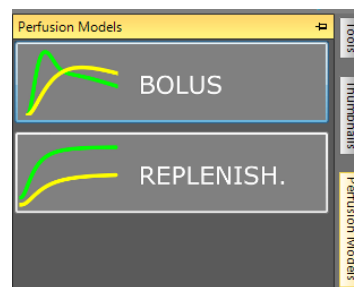 Perfusion Models
BOLUS
REPLENISH.
Tools
Thumbnails
Perfusion Models